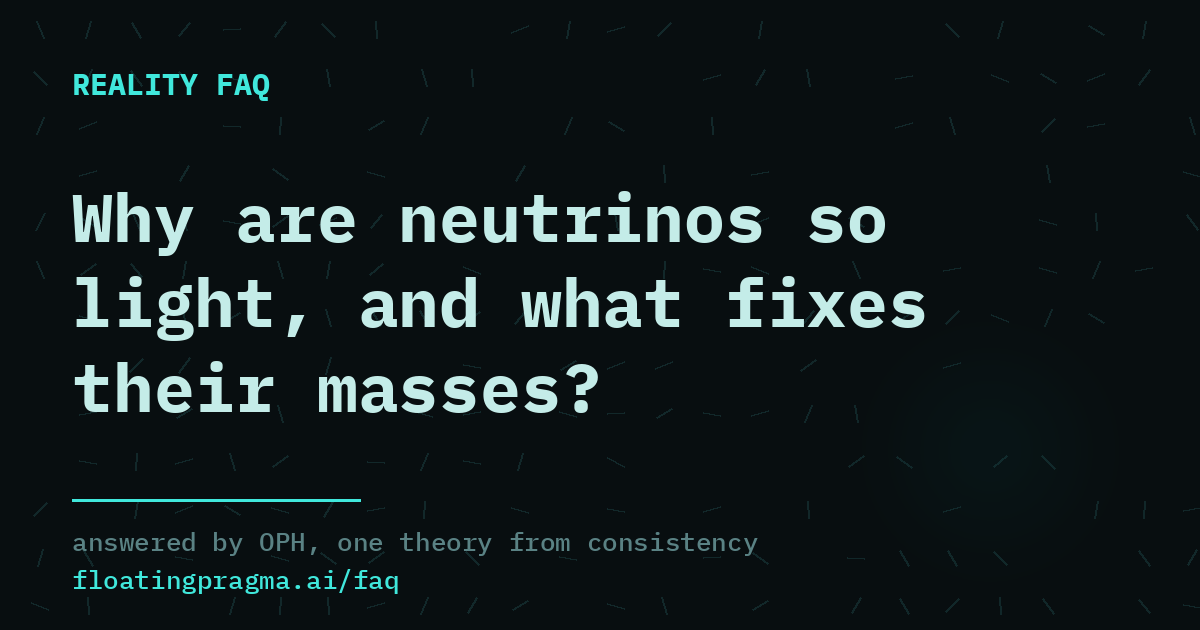 REALITY FAQ
Why are neutrinos so
light, and what fixes
their masses?
answered by OPH, one theory from consistency
floatingpragma.ai/faq